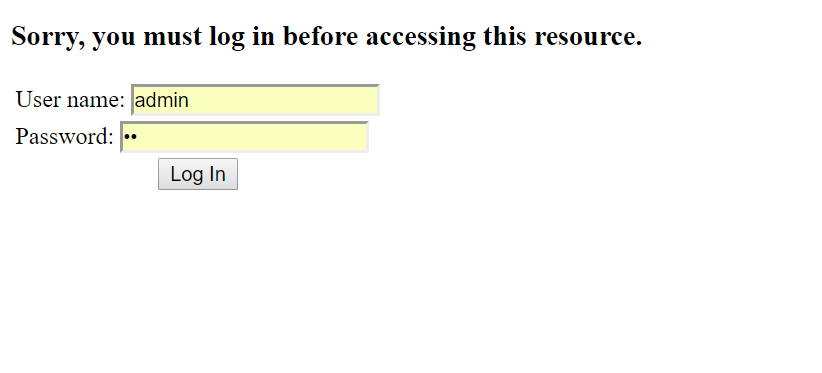 Sorry, you must log in before accessing this resource.
User name: admin
Password: ••
Log In